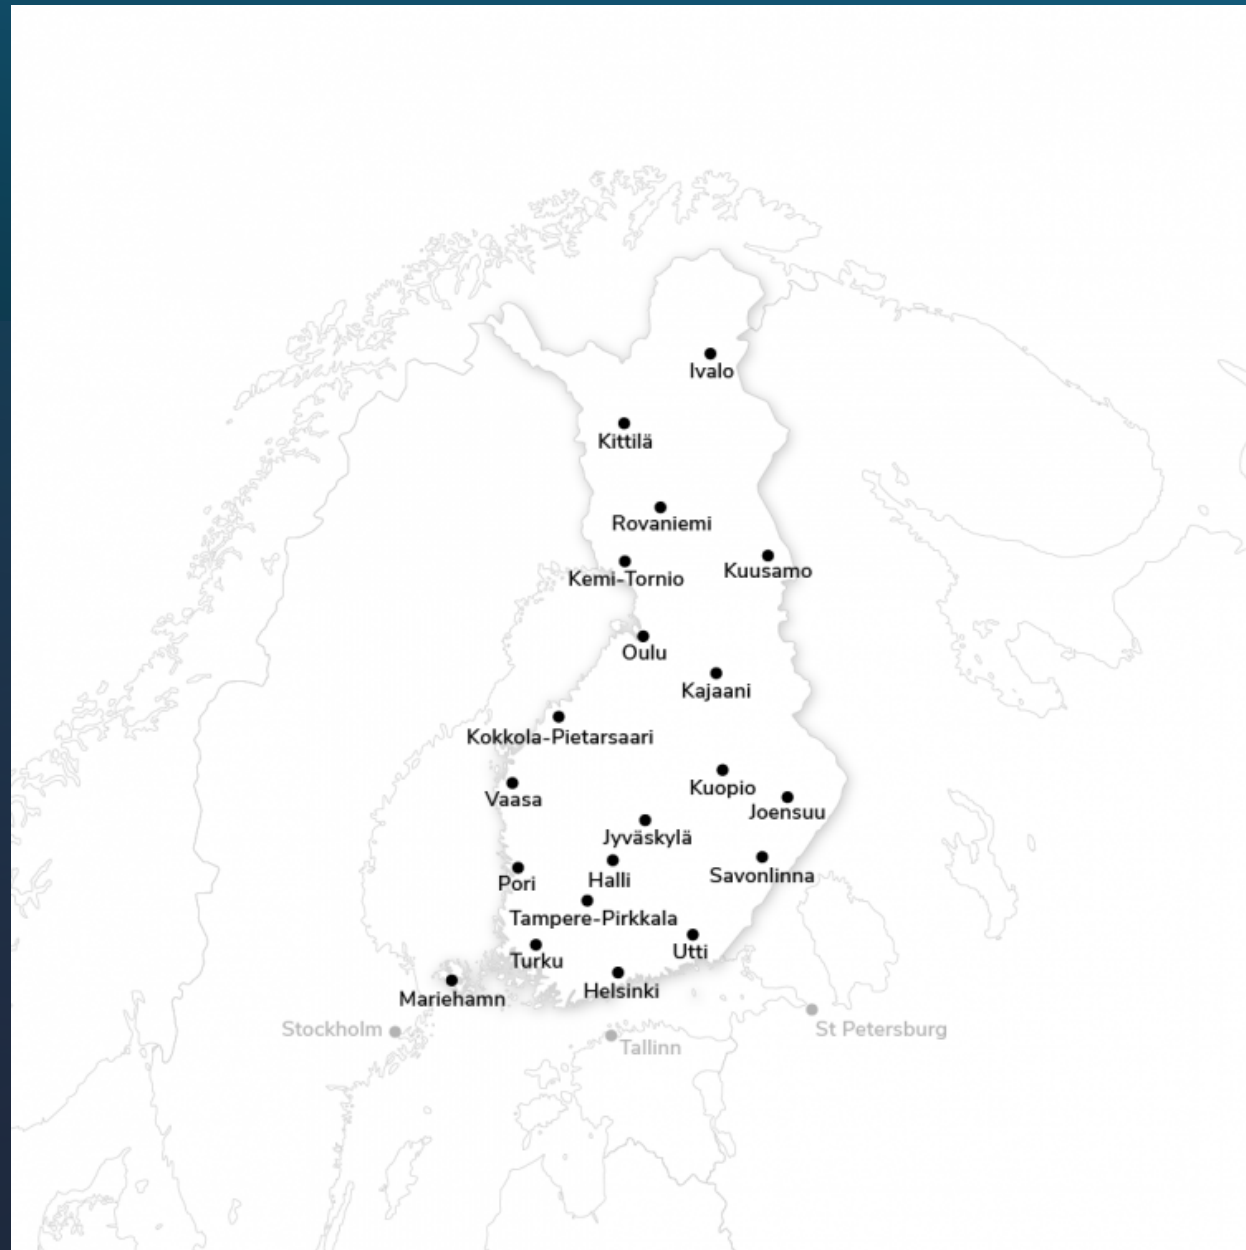 Ivalo
Kittilä
Rovaniemi
Kuusamo
Kemi-Tornio
Oulu
Kajaani
Kokkola-Pietarsaari
Kuopio
Vaasa
Joensuu
Jyväskylä
Savonlinna
Halli
Pori
Tampere-Pirkkala
Utti
Turku
Helsinki
Mariehamn
Stockholm
St Petersburg
Tallinn